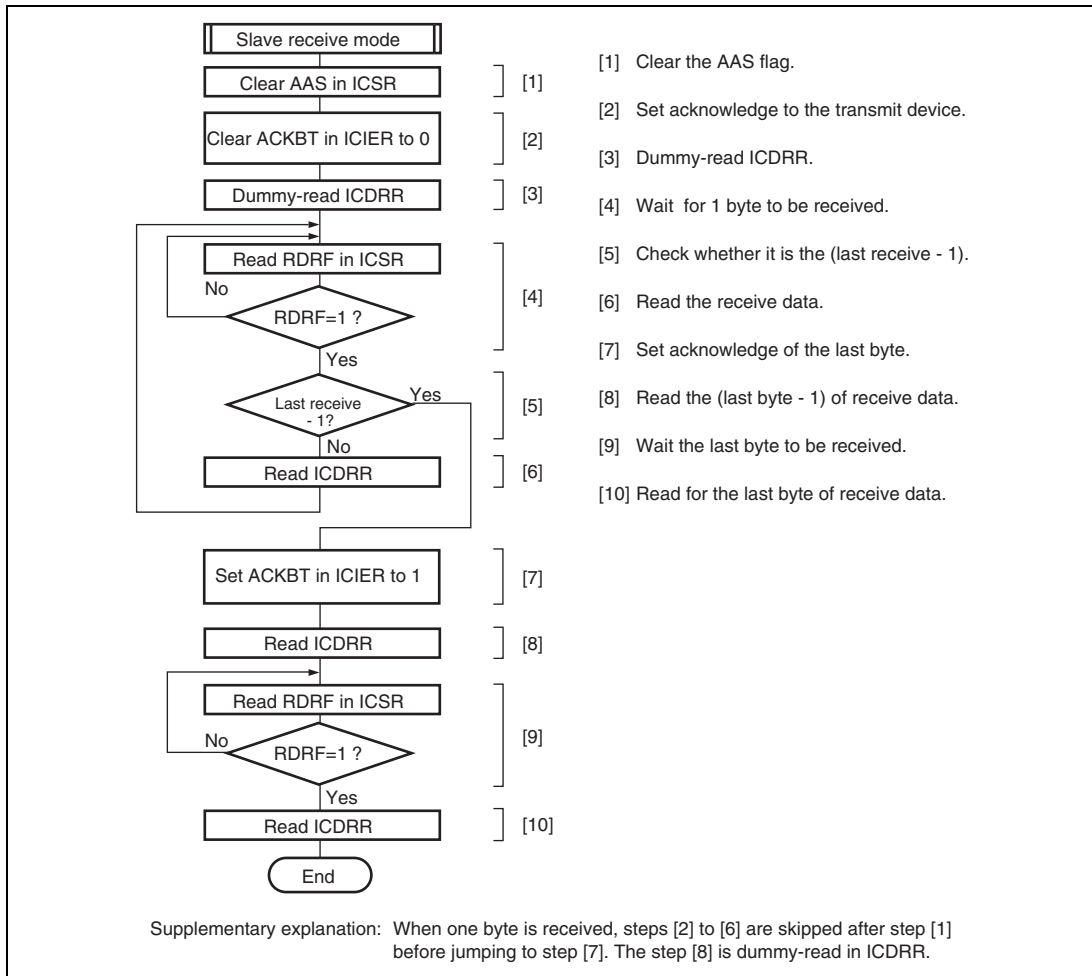 Slave receive mode
Clear AAS in ICSR
[1]
Clear ACKBT in ICIER to 0
[2]
Dummy-read ICDRR
[3]
Read RDRF in ICSR
No
RDRF=1 ?
[4]
Yes
Last receive
- 1?
Yes
[5]
No
Read ICDRR
[6]
Set ACKBT in ICIER to 1
[7]
Read ICDRR
[8]
Read RDRF in ICSR
No
RDRF=1 ?
[9]
Yes
Read ICDRR
[10]
End
[1] Clear the AAS flag.
[2] Set acknowledge to the transmit device.
[3] Dummy-read ICDRR.
[4] Wait for 1 byte to be received.
[5] Check whether it is the (last receive - 1).
[6] Read the receive data.
[7] Set acknowledge of the last byte.
[8] Read the (last byte - 1) of receive data.
[9] Wait the last byte to be received.
[10] Read for the last byte of receive data.
Supplementary explanation: When one byte is received, steps [2] to [6] are skipped after step [1]
before jumping to step [7]. The step [8] is dummy-read in ICDRR.